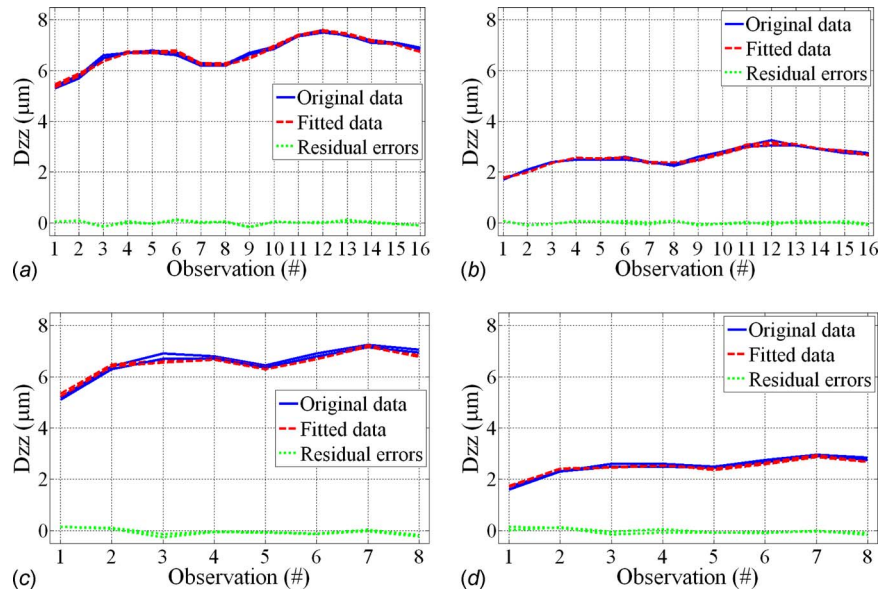 8
6
4
2
0
Dzz (μm)
Original data
Fitted data
Residual errors
1 2 3 4 5 6 7 8 9 10 11 12 13 14 15 16
(a) Observation (#)
8
6
4
2
0
Dzz (μm)
Original data
Fitted data
Residual errors
1 2 3 4 5 6 7 8 9 10 11 12 13 14 15 16
(b) Observation (#)
8
6
4
2
0
Dzz (μm)
Original data
Fitted data
Residual errors
1 2 3 4 5 6 7 8
(c) Observation (#)
8
6
4
2
0
Dzz (μm)
Original data
Fitted data
Residual errors
1 2 3 4 5 6 7 8
(d) Observation (#)